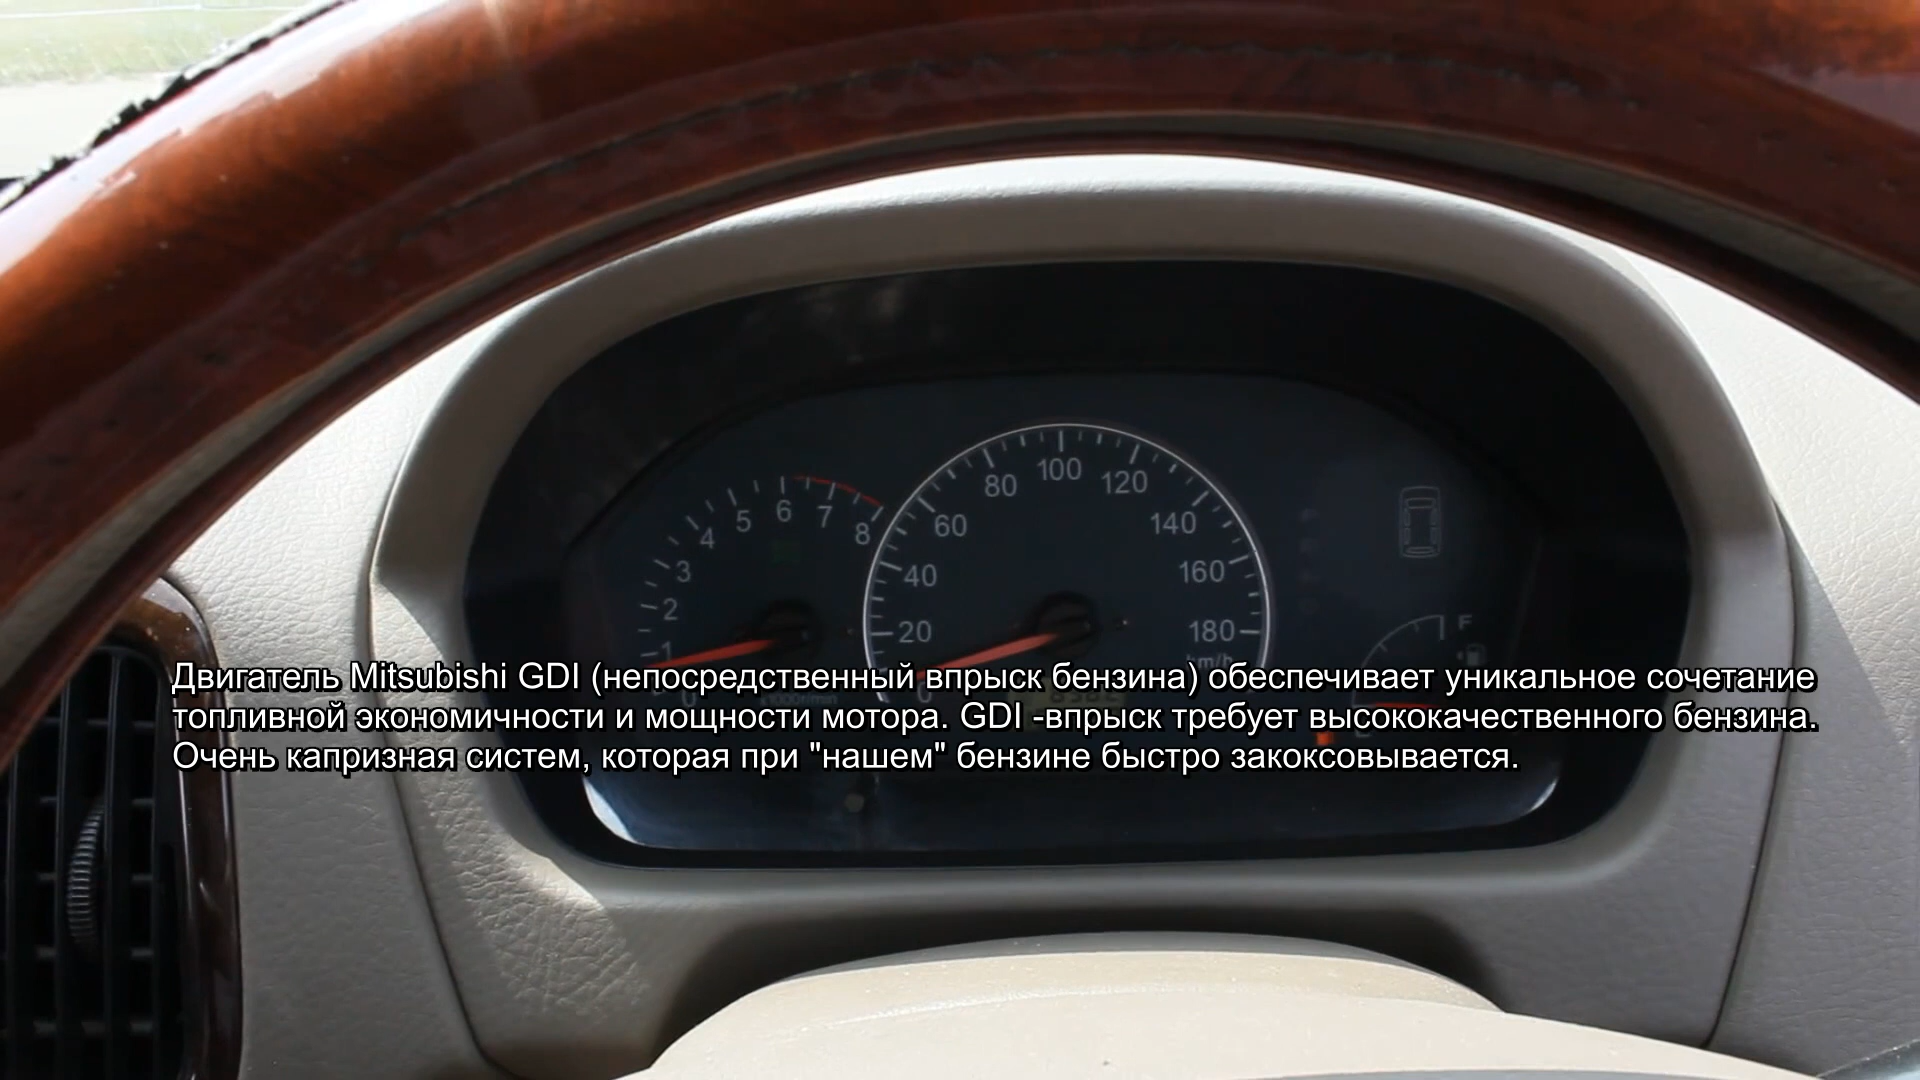 80 100 120
60 140
40 160
20 180
0
1 2 3 4 5 6 7 8
0
F
Двигатель Mitsubishi GDI (непосредственный впрыск бензина) обеспечивает уникальное сочетание
топливной экономичности и мощности мотора. GDI -впрыск требует высококачественного бензина.
Очень капризная систем, которая при "нашем" бензине быстро закоксовывается.